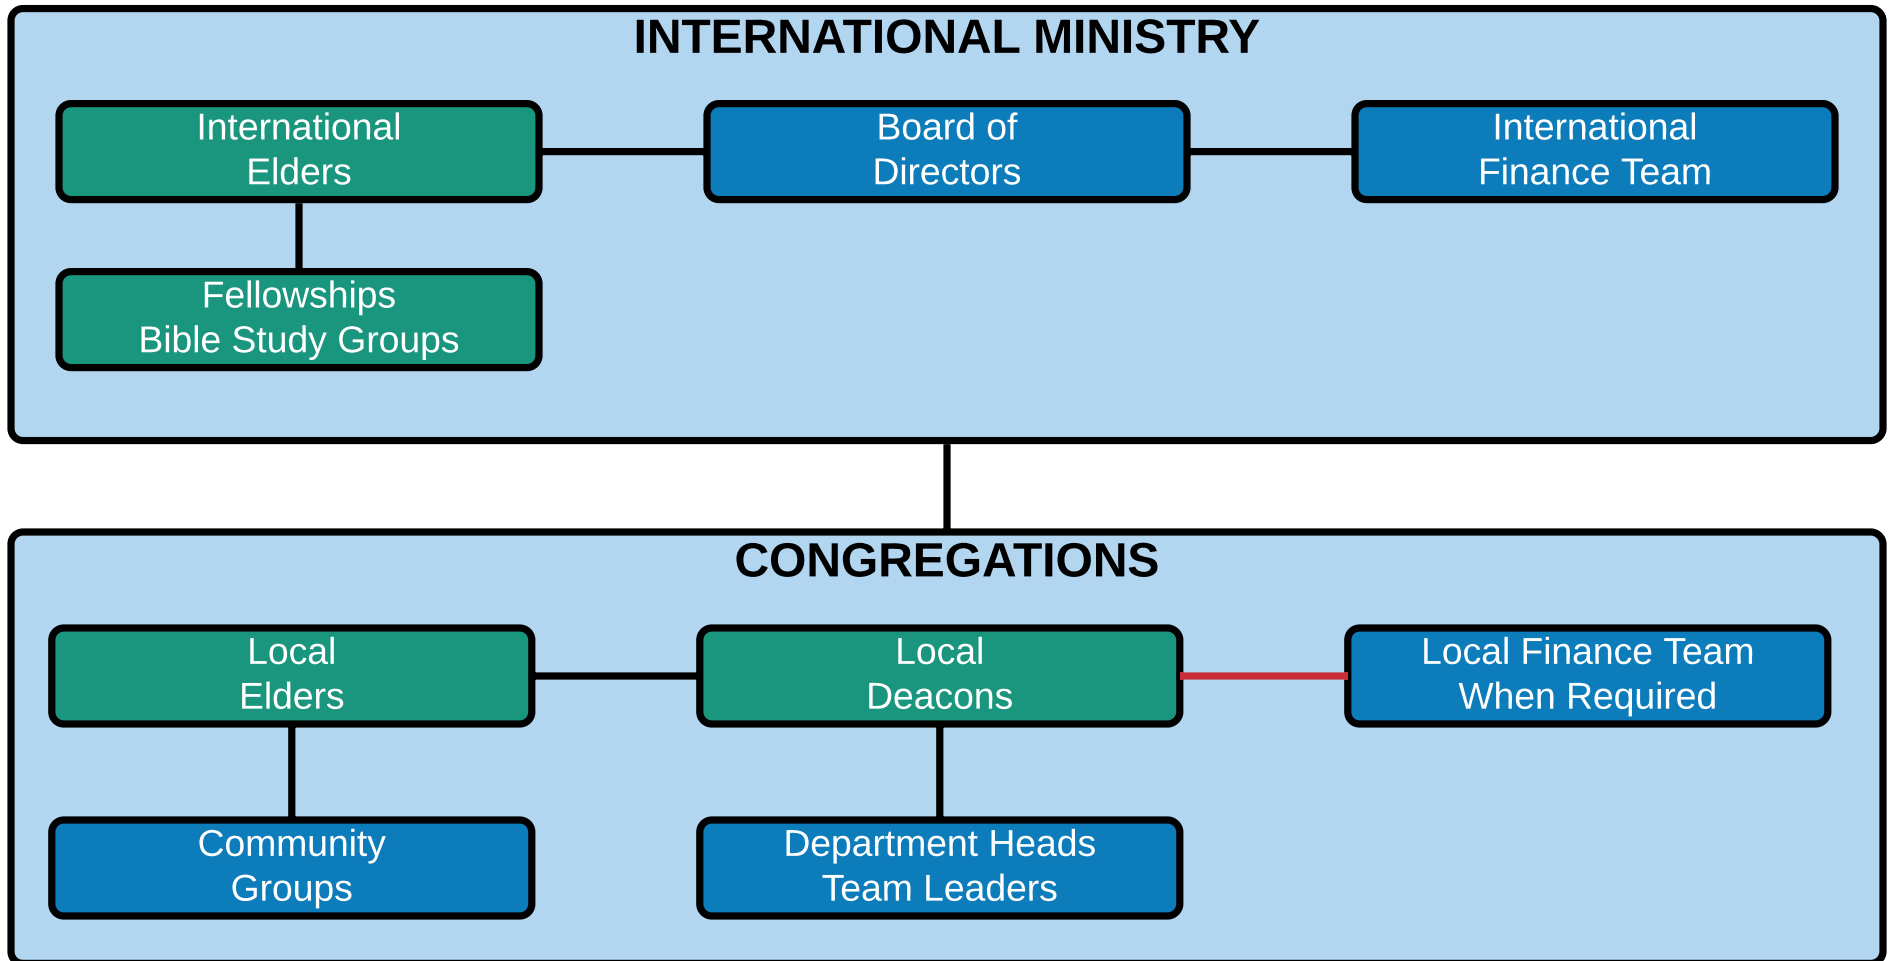 INTERNATIONAL MINISTRY
International
Elders
Board of
Directors
International
Finance Team
Fellowships
Bible Study Groups
CONGREGATIONS
Local
Elders
Local
Deacons
Local Finance Team
When Required
Community
Groups
Department Heads
Team Leaders